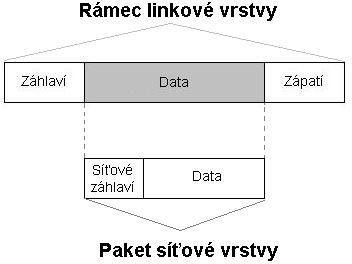 Rámec linkové vrstvy
Záhlaví
Data
Zápatí
Síťové
záhlaví
Data
Paket síťové vrstvy